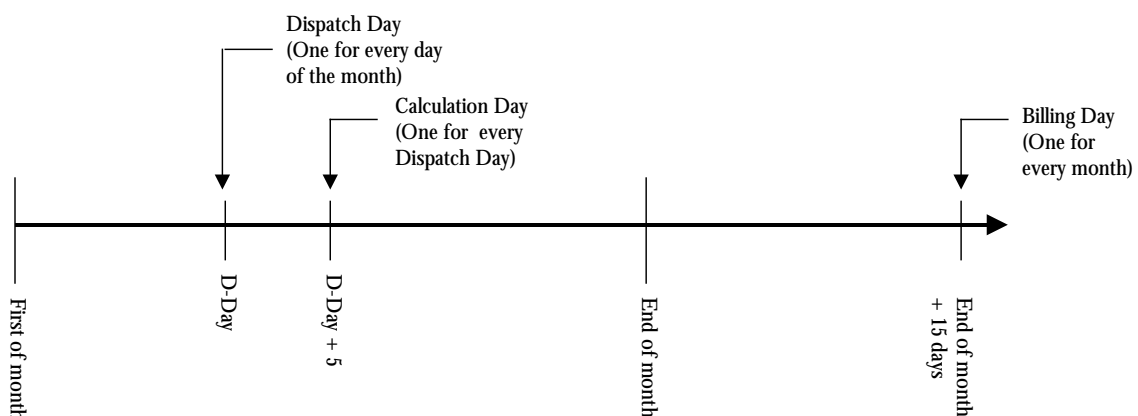 Dispatch Day
(One for every day
of the month)
Calculation Day
(One for every
Dispatch Day)
Billing Day
(One for
every month)
First of month
D-Day
D-Day + 5
End of month
End of month
+ 15 days